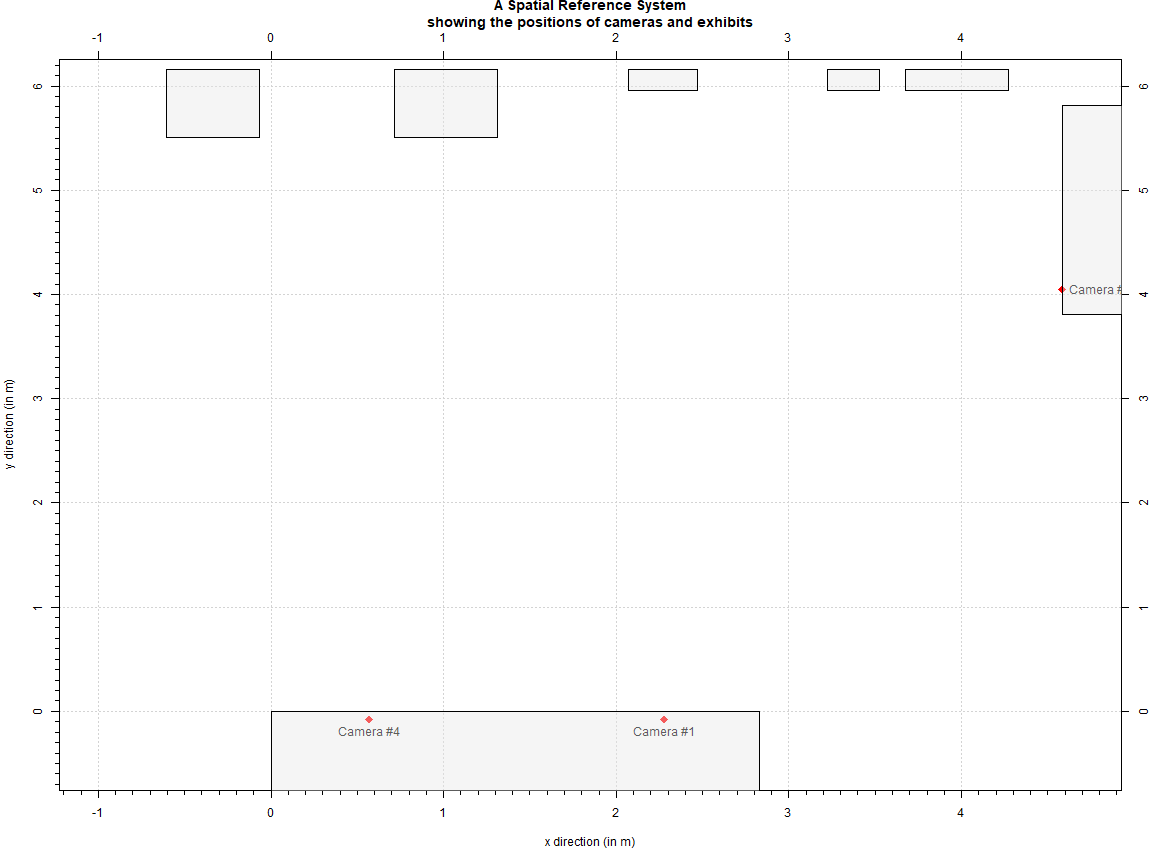 A Spatial Reference System
showing the positions of cameras and exhibits
-1 0 1 2 3 4
6 6
5 5
Camera #
4 4
3 3
y direction (in m)
2 2
1 1
0 0
Camera #4 Camera #1
-1 0 1 2 3 4
x direction (in m)